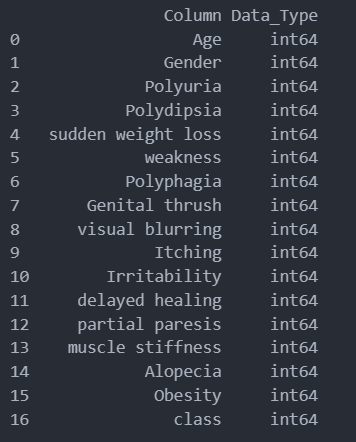 Column Data_Type
0 Age int64
1 Gender int64
2 Polyuria int64
3 Polydipsia int64
4 sudden weight loss int64
5 weakness int64
6 Polyphagia int64
7 Genital thrush int64
8 visual blurring int64
9 Itching int64
10 Irritability int64
11 delayed healing int64
12 partial paresis int64
13 muscle stiffness int64
14 Alopecia int64
15 Obesity int64
16 class int64